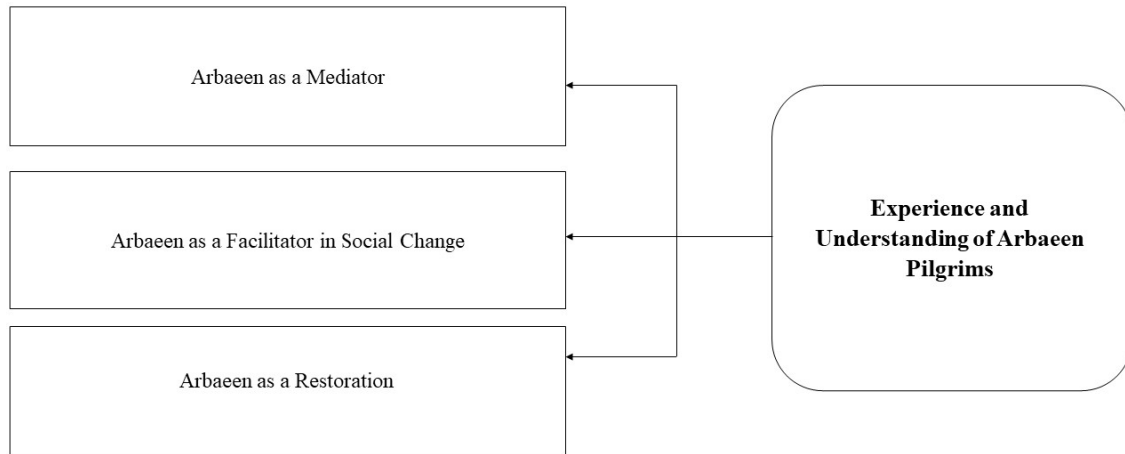 Arbaeen as a Mediator
Arbaeen as a Facilitator in Social Change
Arbaeen as a Restoration
Experience and
Understanding of Arbaeen
Pilgrims